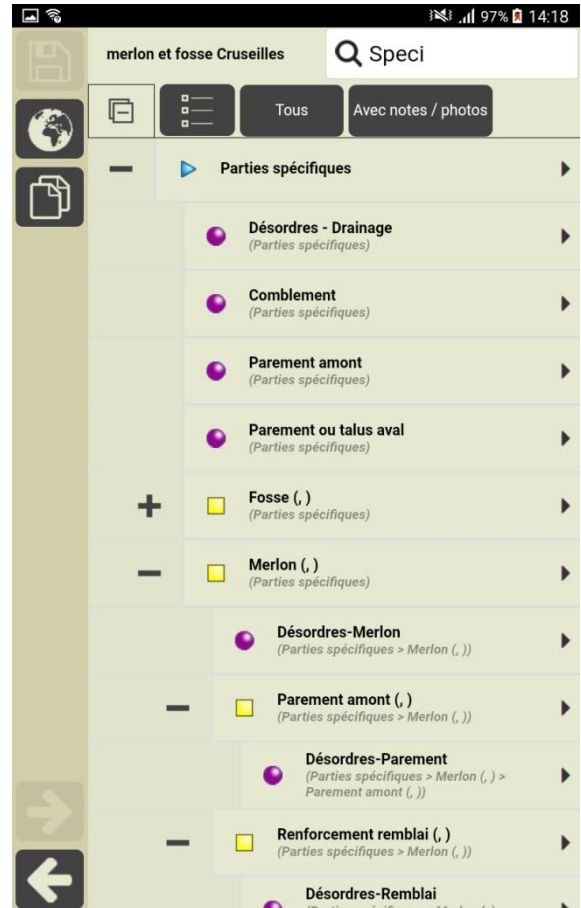 97% 14:18
merlon et fosse Cruseilles
Speci
Tous
Avec notes / photos
Parties spécifiques
Désordres - Drainage
(Parties spécifiques)
Comblement
(Parties spécifiques)
Parement amont
(Parties spécifiques)
Parement ou talus aval
(Parties spécifiques)
Fosse (, )
(Parties spécifiques)
Merlon (, )
(Parties spécifiques)
Désordres-Merlon
(Parties spécifiques > Merlon (, ))
Parement amont (, )
(Parties spécifiques > Merlon (, ))
Désordres-Parement
(Parties spécifiques > Merlon (, ) >
Parement amont (, ))
Renforcement remblai (, )
(Parties spécifiques > Merlon (, ))
Désordres-Remblai